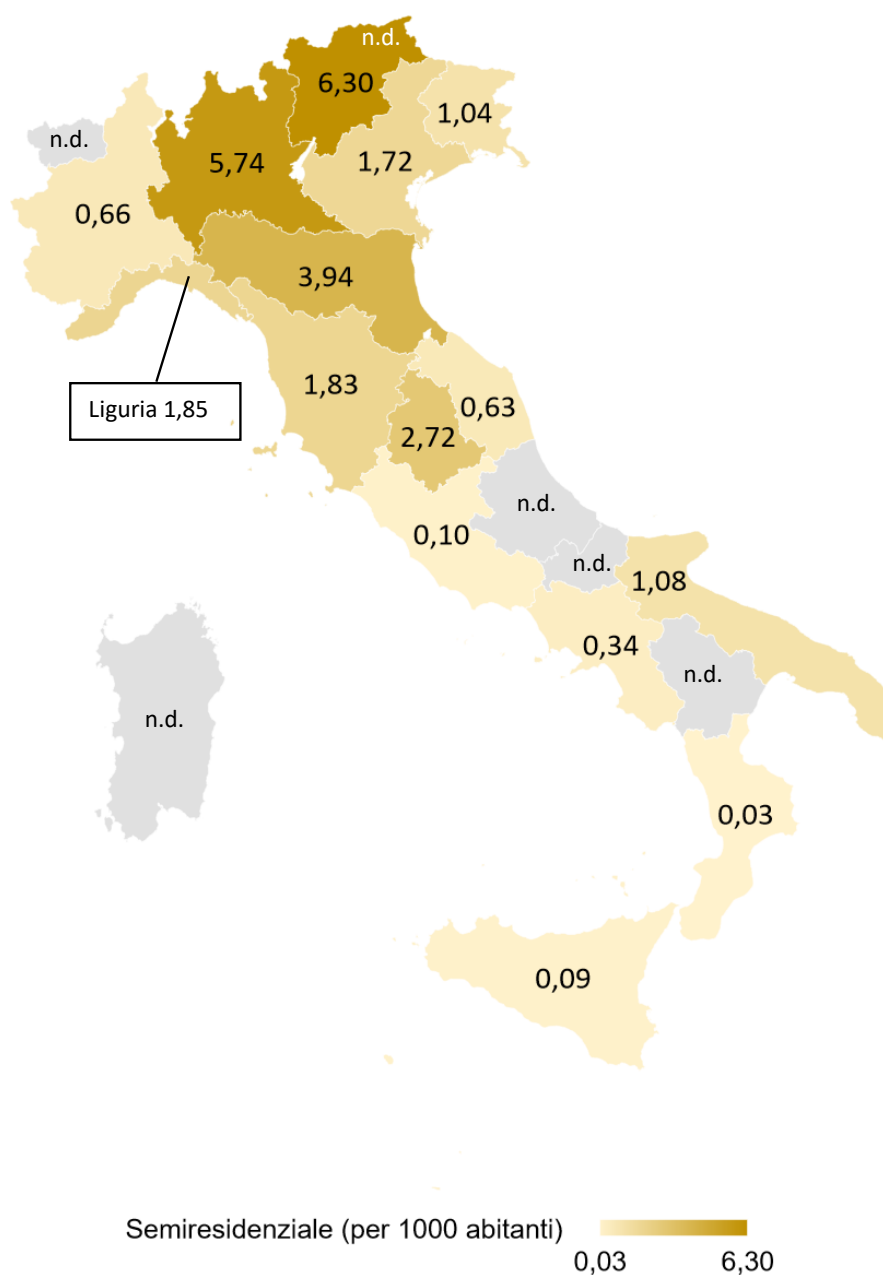 n.d.
6,30
1,04
n.d.
5,74
1,72
0,66
3,94
1,83
Liguria 1,85
0,63
2,72
n.d.
0,10
n.d.
1,08
0,34
n.d.
n.d.
0,03
0,09
Semiresidenziale (per 1000 abitanti)
0,03 6,30